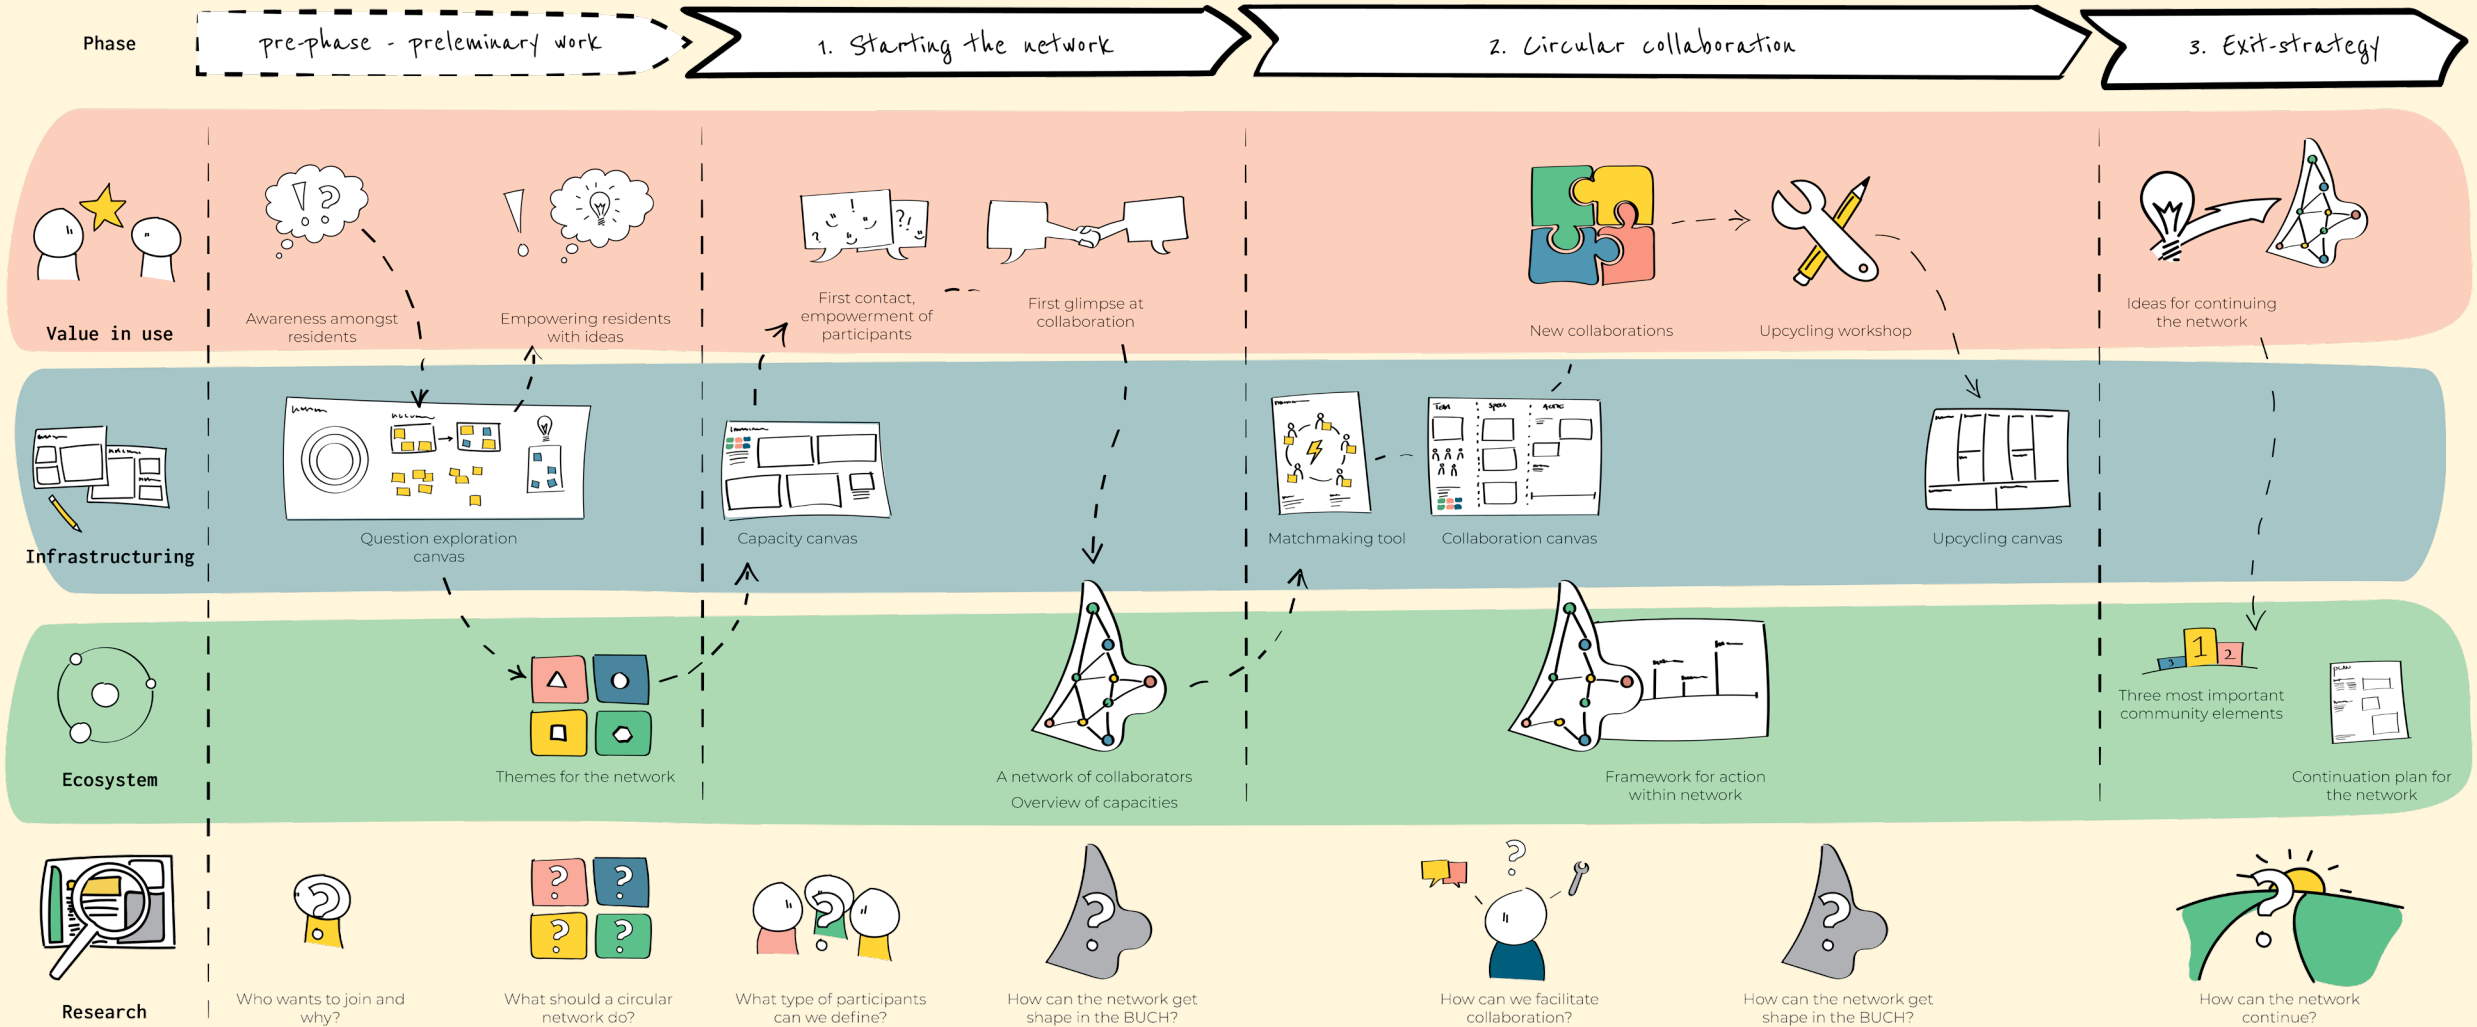 Phase
pre-phase - preleminary work
1. Starting the network
2. Circular collaboration
3. Exit-strategy
Value in use
Awareness amongst
residents
Empowering residents
with ideas
First contact,
empowerment of
participants
First glimpse at
collaboration
New collaborations
Upcycling workshop
Ideas for continuing
the network
Infrastructuring
Question exploration
canvas
Capacity canvas
Matchmaking tool
Collaboration canvas
Upcycling canvas
Ecosystem
Themes for the network
A network of collaborators
Overview of capacities
Framework for action
within network
3
1
2
Three most important
community elements
PLAN
Continuation plan for
the network
Research
Who wants to join and
why?
What should a circular
network do?
What type of participants
can we define?
How can the network get
shape in the BUCH?
How can we facilitate
collaboration?
How can the network get
shape in the BUCH?
How can the network
continue?